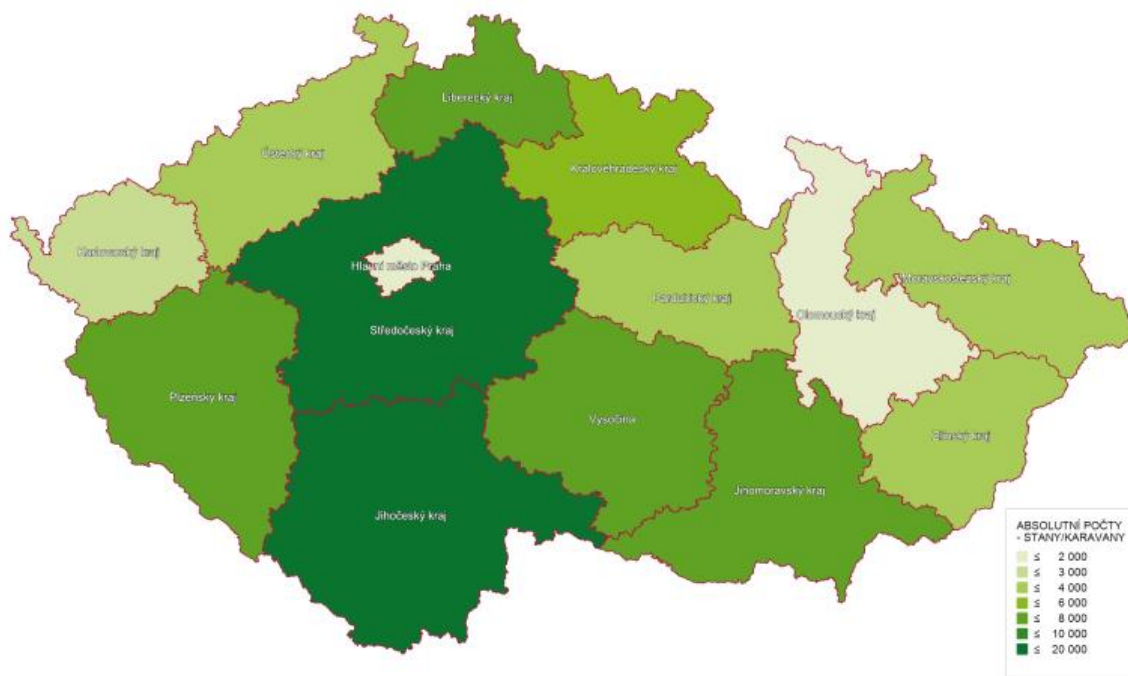 Liberecký kraj
Ústecký kraj
Královéhradecký kraj
Karlovarský kraj
Hlavní město Praha
Moravskoslezský kraj
Pardubický kraj
Olomoucký kraj
Středočeský kraj
Plzeňský kraj
Vysočina
Zlínský kraj
Jihomoravský kraj
Jihočeský kraj
ABSOLUTNÍ POČTY
- STANY/KARAVANY
≤ 2 000
≤ 3 000
≤ 4 000
≤ 6 000
≤ 8 000
≤ 10 000
≤ 20 000